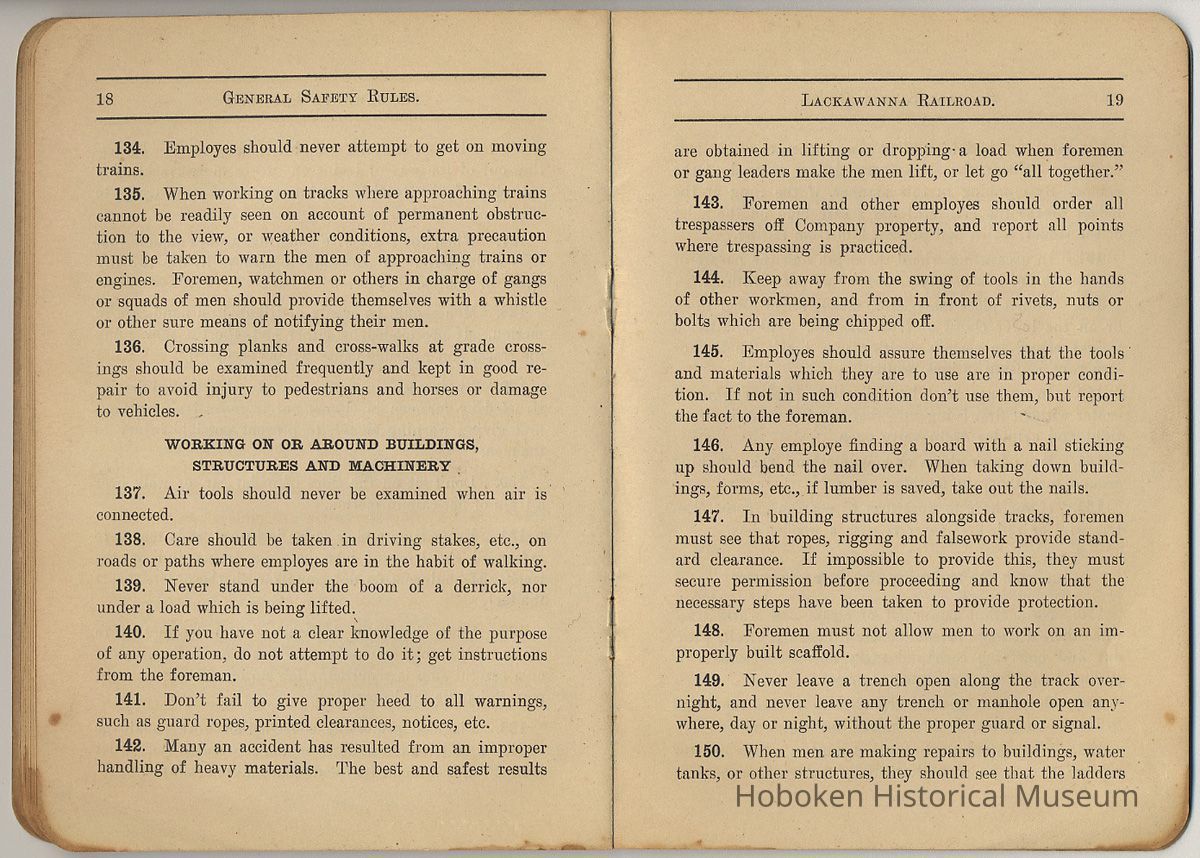 18 General Safety Rules.
134. Employes should never attempt to get on moving
trains.
135. When working on tracks where approaching trains
cannot be readily seen on account of permanent obstruc-
tion to the view, or weather conditions, extra precaution
must be taken to warn the men of approaching trains or
engines. Foremen, watchmen or others in charge of gangs
or squads of men should provide themselves with a whistle
or other sure means of notifying their men.
136. Crossing planks and cross-walks at grade cross-
ings should be examined frequently and kept in good re-
pair to avoid injury to pedestrians and horses or damage
to vehicles.
WORKING ON OR AROUND BUILDINGS,
STRUCTURES AND MACHINERY
137. Air tools should never be examined when air is
connected.
138. Care should be taken in driving stakes, etc., on
roads or paths where employes are in the habit of walking.
139. Never stand under the boom of a derrick, nor
under a load which is being lifted.
140. If you have not a clear knowledge of the purpose
of any operation, do not attempt to do it; get instructions
from the foreman.
141. Don't fail to give proper heed to all warnings,
such as guard ropes, printed clearances, notices, etc.
142. Many an accident has resulted from an improper
handling of heavy materials. The best and safest results
Lackawanna Railroad. 19
are obtained in lifting or dropping a load when foremen
or gang leaders make the men lift, or let go "all together."
143. Foremen and other employes should order all
trespassers off Company property, and report all points
where trespassing is practiced.
144. Keep away from the swing of tools in the hands
of other workmen, and from in front of rivets, nuts or
bolts which are being chipped off.
145. Employes should assure themselves that the tools
and materials which they are to use are in proper condi-
tion. If not in such condition don't use them, but report
the fact to the foreman.
146. Any employe finding a board with a nail sticking
up should bend the nail over. When taking down build-
ings, forms, etc., if lumber is saved, take out the nails.
147. In building structures alongside tracks, foremen
must see that ropes, rigging and falsework provide stand-
ard clearance. If impossible to provide this, they must
secure permission before proceeding and know that the
necessary steps have been taken to provide protection.
148. Foremen must not allow men to work on an im-
properly built scaffold.
149. Never leave a trench open along the track over-
night, and never leave any trench or manhole open any-
where, day or night, without the proper guard or signal.
150. When men are making repairs to buildings, water
tanks, or other structures, they should see that the ladders
Hoboken Historical Museum